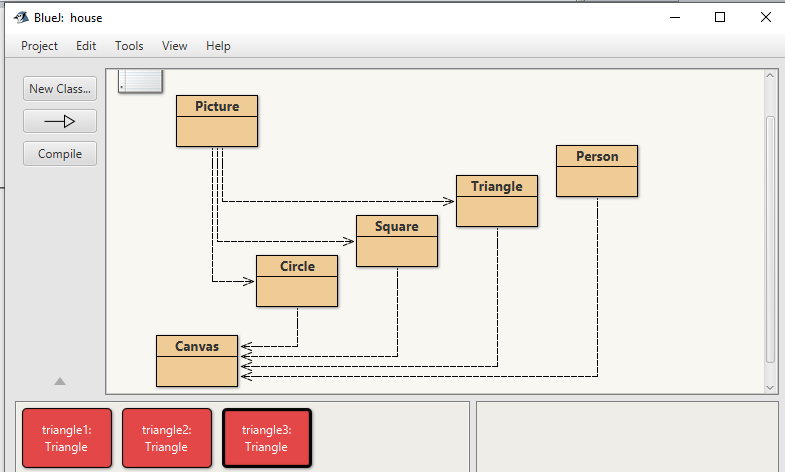 BlueJ: house
Project Edit Tools View Help
New Class...
Compile
Picture
Person
Triangle
Square
Circle
Canvas
triangle1:
Triangle
triangle2:
Triangle
triangle3:
Triangle